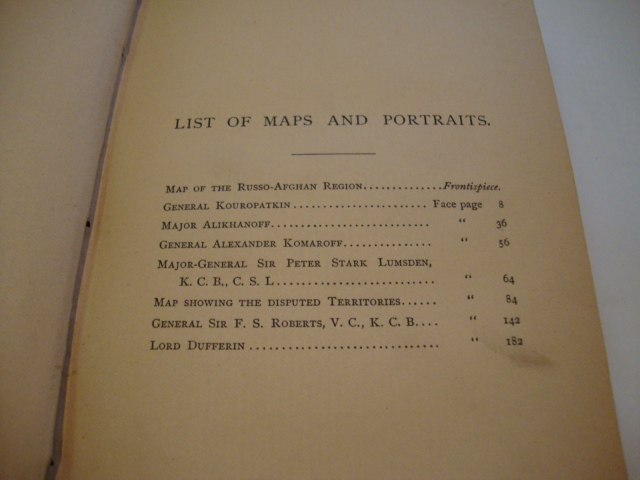 LIST OF MAPS AND PORTRAITS.
MAP OF THE RUSSO-AFGHAN REGION..............Frontispiece.
GENERAL KOUROPATKIN........................ Face page 8
MAJOR ALIKHANOFF........................... " 36
GENERAL ALEXANDER KOMAROFF............... " 56
MAJOR-GENERAL SIR PETER STARK LUMSDEN,
K. C. B., C. S. I........................... " 64
MAP SHOWING THE DISPUTED TERRITORIES...... " 84
GENERAL SIR F. S. ROBERTS, V. C., K. C. B.... " 142
LORD DUFFERIN ............................... " 182